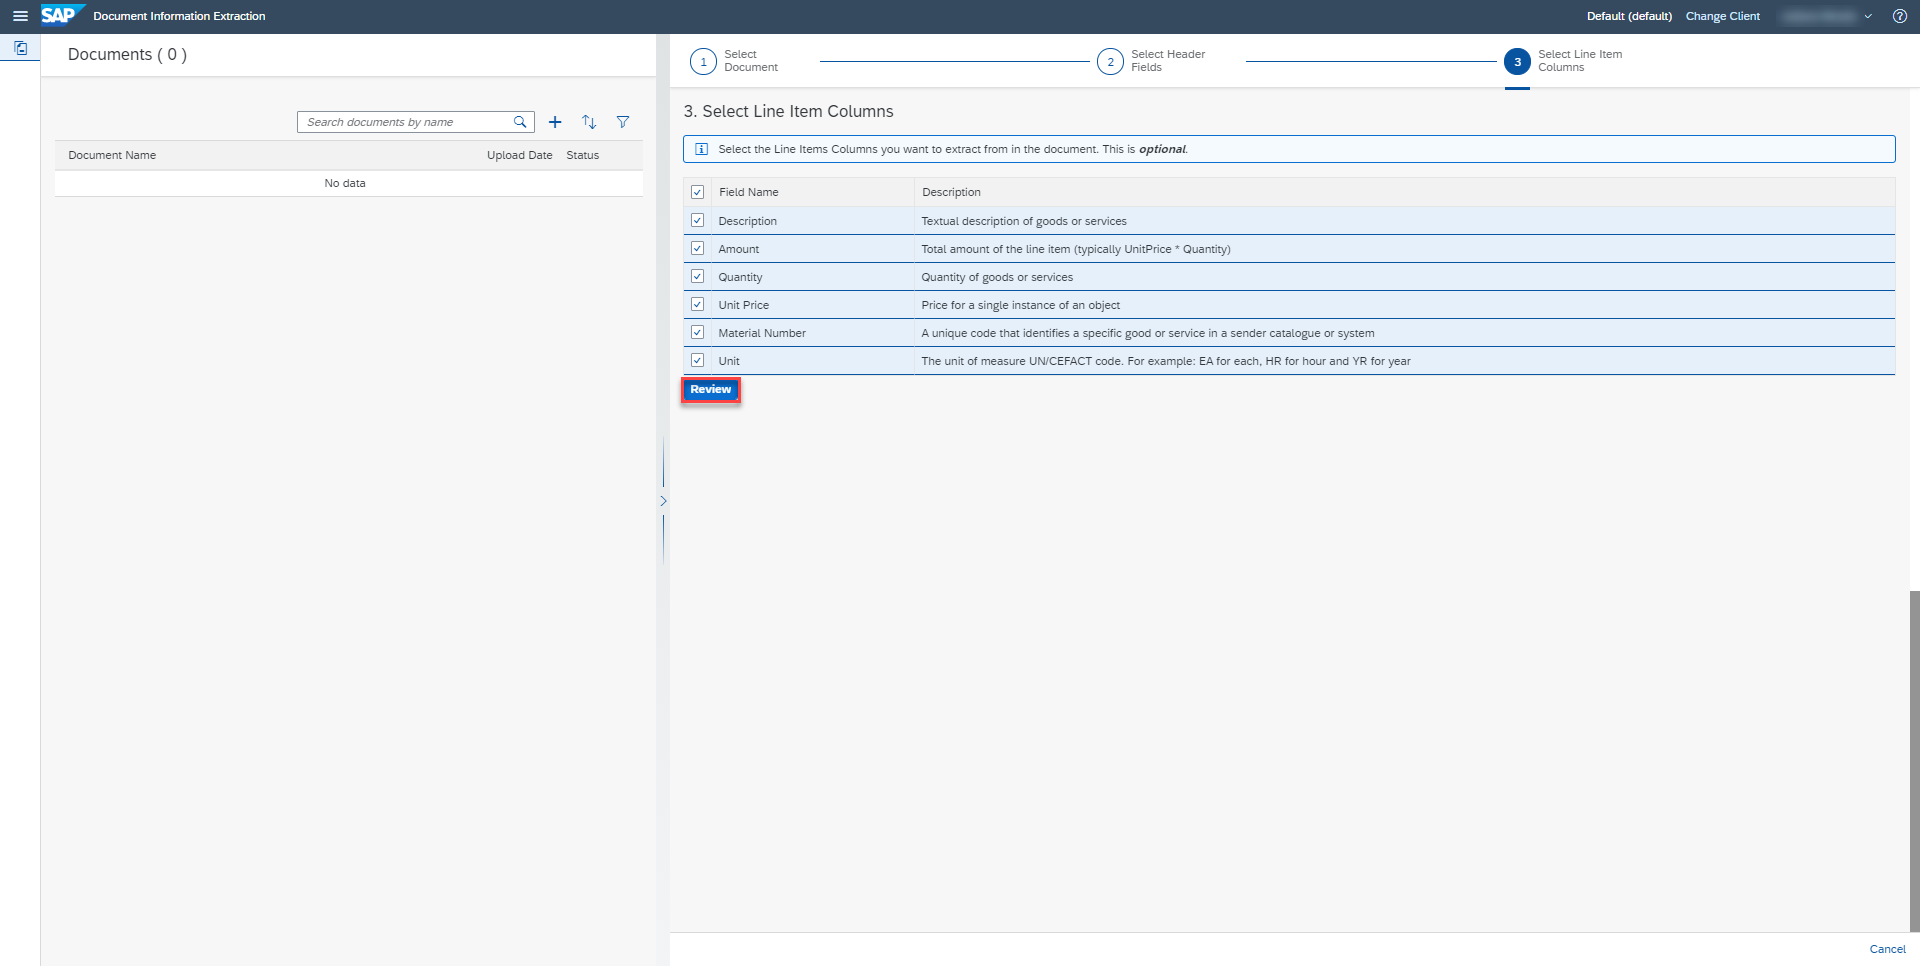 SAP Document Information Extraction
Default (default) Change Client
Documents ( 0 )
Search documents by name
Document Name Upload Date Status
No data
1 Select Document
2 Select Header Fields
3 Select Line Item Columns
3. Select Line Item Columns
Select the Line Items Columns you want to extract from in the document. This is optional.
Field Name Description
Description Textual description of goods or services
Amount Total amount of the line item (typically UnitPrice * Quantity)
Quantity Quantity of goods or services
Unit Price Price for a single instance of an object
Material Number A unique code that identifies a specific good or service in a sender catalogue or system
Unit The unit of measure UN/CEFACT code. For example: EA for each, HR for hour and YR for year
Review
Cancel